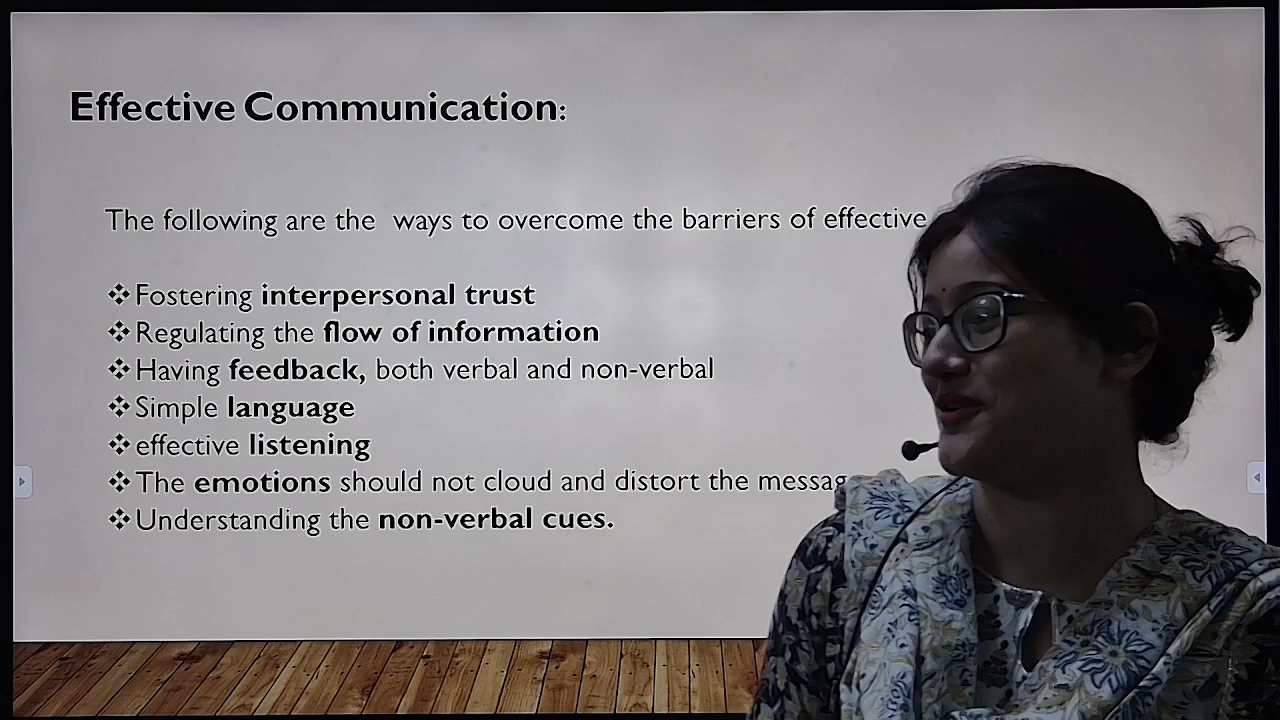 Effective Communication:
The following are the ways to overcome the barriers of effective
❖Fostering interpersonal trust
❖Regulating the flow of information
❖Having feedback, both verbal and non-verbal
❖Simple language
❖effective listening
❖The emotions should not cloud and distort the messag
❖Understanding the non-verbal cues.